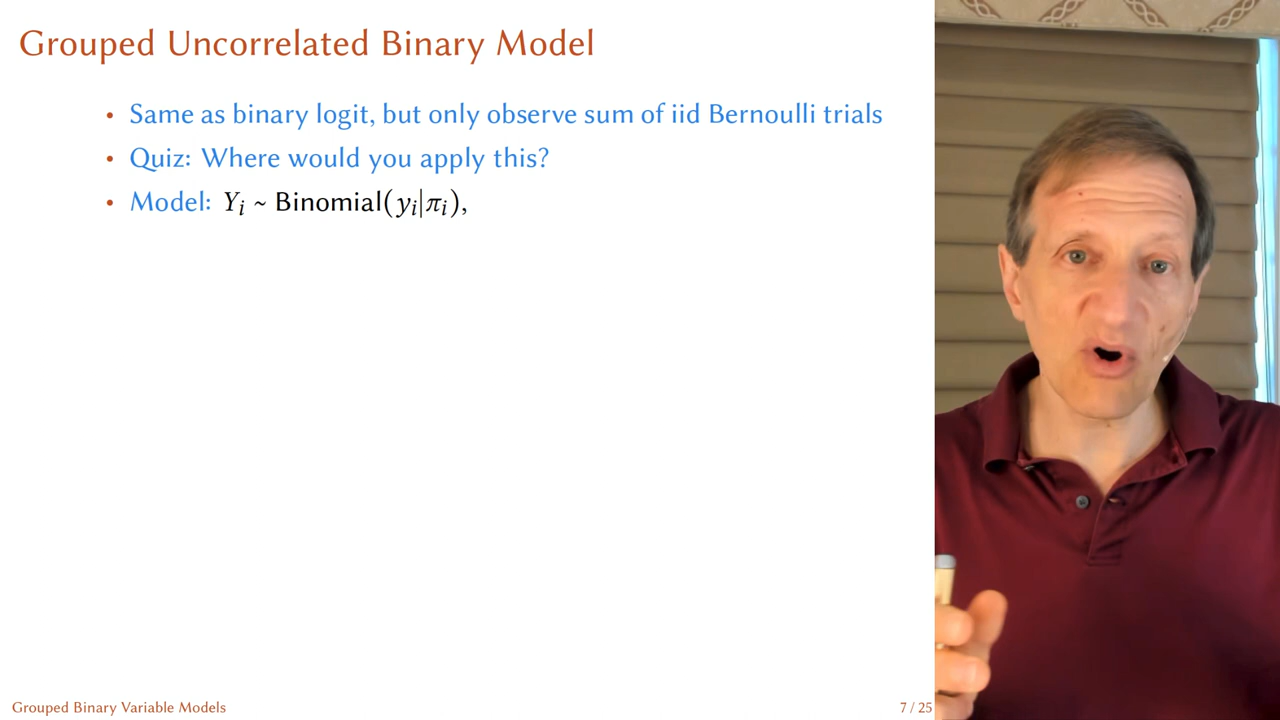 Grouped Uncorrelated Binary Model
• Same as binary logit, but only observe sum of iid Bernoulli trials
• Quiz: Where would you apply this?
• Model: Yᵢ ~ Binomial(yᵢ|πᵢ),
Grouped Binary Variable Models
7 / 25